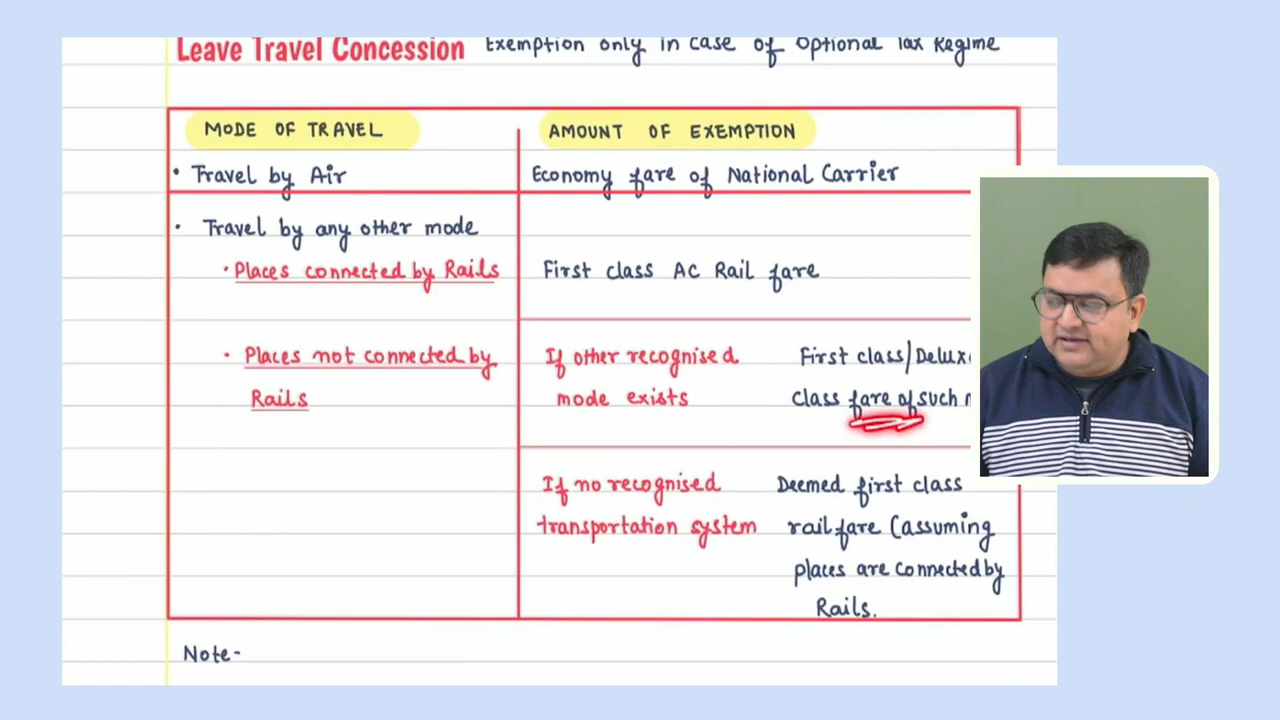 Leave Travel Concession Exemption only in case of Optional Tax Regime
MODE OF TRAVEL AMOUNT OF EXEMPTION
• Travel by Air Economy fare of National Carrier
• Travel by any other mode
• Places connected by Rails First class AC Rail fare
• Places not connected by If other recognised First class/Delux
Rails mode exists class fare of such
If no recognised Deemed first class
transportation system rail fare (assuming
places are connected by
Rails.
Note-